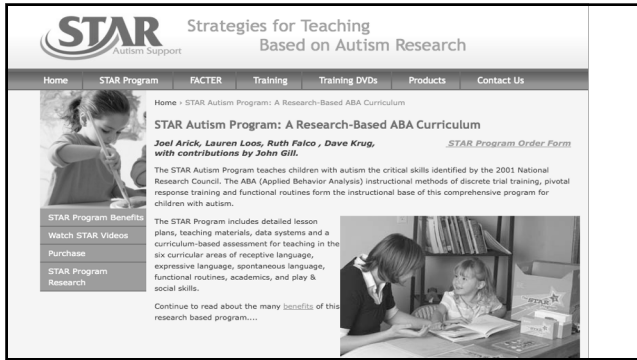 STAR
Autism Support
Strategies for Teaching
Based on Autism Research
Home STAR Program FACTER Training Training DVDs Products Contact Us
Home › STAR Autism Program: A Research-Based ABA Curriculum
STAR Autism Program: A Research-Based ABA Curriculum
Joel Arick, Lauren Loos, Ruth Falco , Dave Krug,
with contributions by John Gill.
STAR Program Order Form
The STAR Autism Program teaches children with autism the critical skills identified by the 2001 National
Research Council. The ABA (Applied Behavior Analysis) instructional methods of discrete trial training, pivotal
response training and functional routines form the instructional base of this comprehensive program for
children with autism.
STAR Program Benefits
Watch STAR Videos
Purchase
STAR Program
Research
The STAR Program includes detailed lesson
plans, teaching materials, data systems and a
curriculum-based assessment for teaching in the
six curricular areas of receptive language,
expressive language, spontaneous language,
functional routines, academics, and play &
social skills.
Continue to read about the many benefits of this
research based program....
STAR